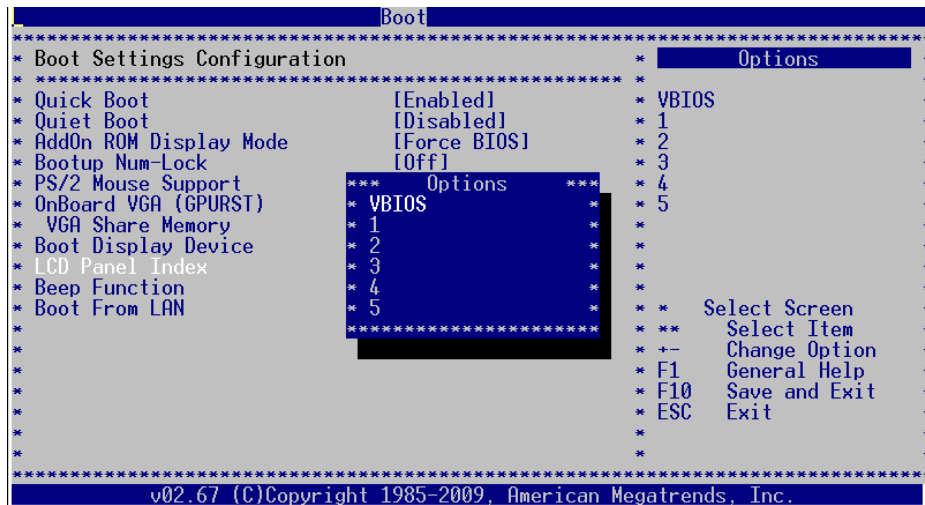 Boot
Boot Settings Configuration
Quick Boot [Enabled]
Quiet Boot [Disabled]
AddOn ROM Display Mode [Force BIOS]
Bootup Num-Lock [Off]
PS/2 Mouse Support
OnBoard VGA (GPURST)
VGA Share Memory
Boot Display Device
LCD Panel Index
Beep Function
Boot From LAN
*** Options ***
* VBIOS *
* 1 *
* 2 *
* 3 *
* 4 *
* 5 *
Options
VBIOS
1
2
3
4
5
* Select Screen
** Select Item
+- Change Option
F1 General Help
F10 Save and Exit
ESC Exit
v02.67 (C)Copyright 1985-2009, American Megatrends, Inc.